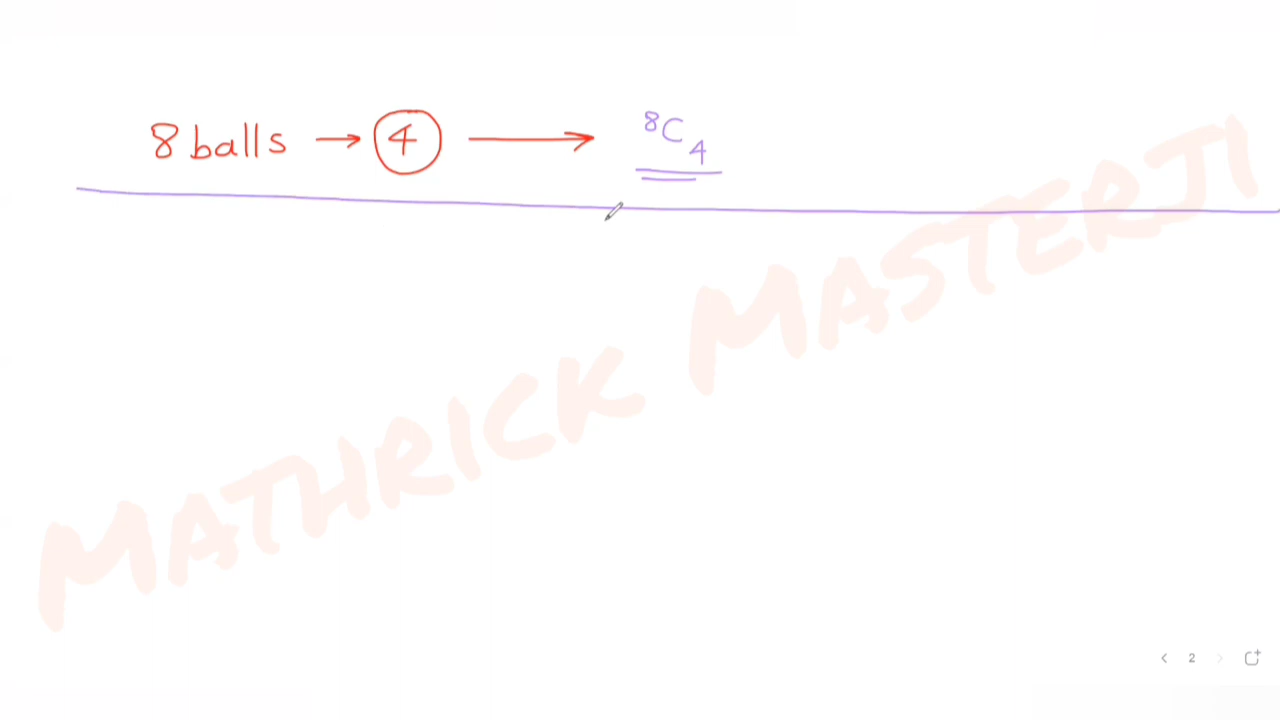 8 balls → 4 → ⁸C₄
MATHRICK MASTERJI
2